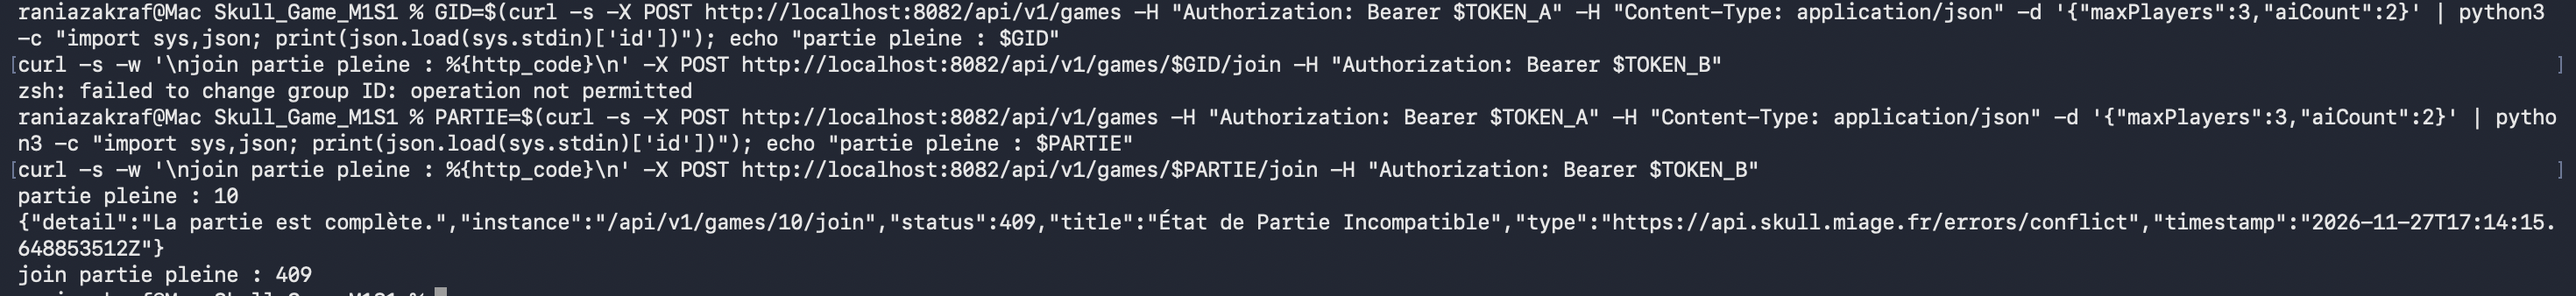 raniazakraf@Mac Skull_Game_M1S1 % GID=$(curl -s -X POST http://localhost:8082/api/v1/games -H "Authorization: Bearer $TOKEN_A" -H "Content-Type: application/json" -d '{"maxPlayers":3,"aiCount":2}' | python3
-c "import sys,json; print(json.load(sys.stdin)['id'])"); echo "partie pleine : $GID"
[curl -s -w '\njoin partie pleine : %{http_code}\n' -X POST http://localhost:8082/api/v1/games/$GID/join -H "Authorization: Bearer $TOKEN_B" ]
zsh: failed to change group ID: operation not permitted
raniazakraf@Mac Skull_Game_M1S1 % PARTIE=$(curl -s -X POST http://localhost:8082/api/v1/games -H "Authorization: Bearer $TOKEN_A" -H "Content-Type: application/json" -d '{"maxPlayers":3,"aiCount":2}' | pytho
n3 -c "import sys,json; print(json.load(sys.stdin)['id'])"); echo "partie pleine : $PARTIE"
[curl -s -w '\njoin partie pleine : %{http_code}\n' -X POST http://localhost:8082/api/v1/games/$PARTIE/join -H "Authorization: Bearer $TOKEN_B" ]
partie pleine : 10
{"detail":"La partie est complète.","instance":"/api/v1/games/10/join","status":409,"title":"État de Partie Incompatible","type":"https://api.skull.miage.fr/errors/conflict","timestamp":"2026-11-27T17:14:15.
648853512Z"}
join partie pleine : 409
raniazakraf@Mac Skull_Game_M1S1 %